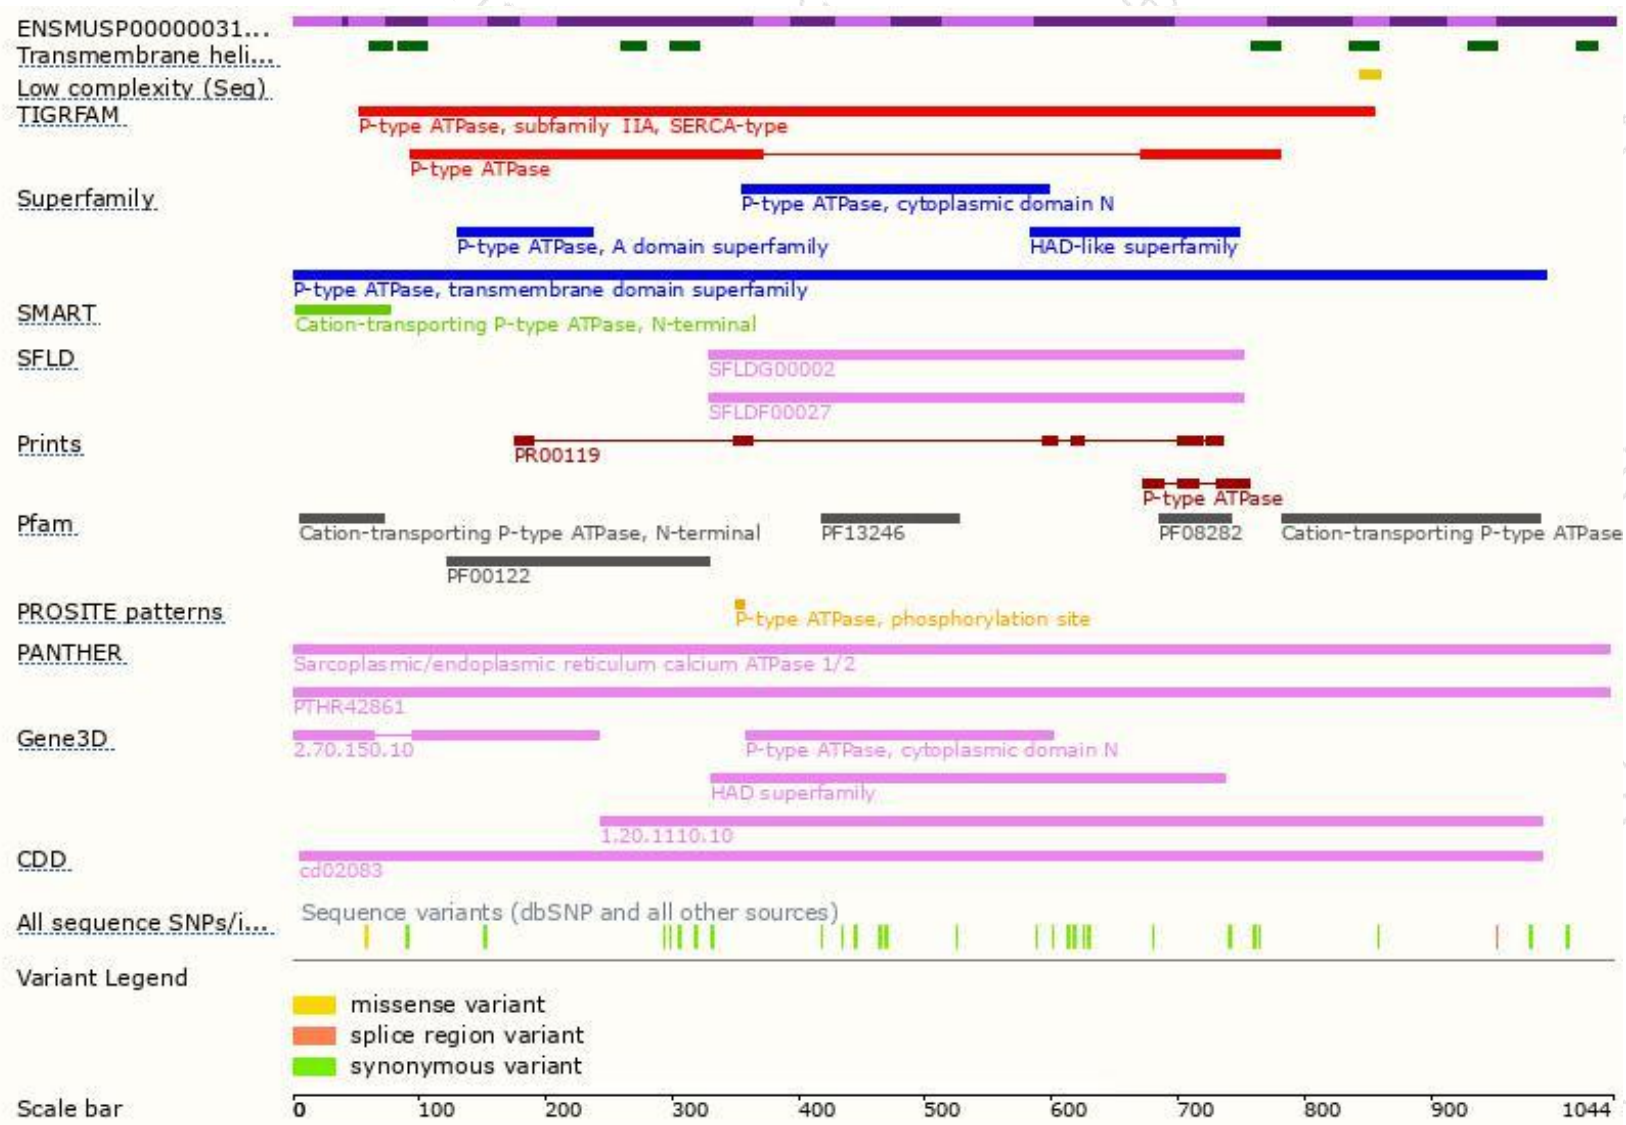 ENSMUSP00000031...
Transmembrane heli...
Low complexity (Seg)
TIGRFAM
P-type ATPase, subfamily IIA, SERCA-type
P-type ATPase
Superfamily
P-type ATPase, cytoplasmic domain N
P-type ATPase, A domain superfamily HAD-like superfamily
P-type ATPase, transmembrane domain superfamily
SMART
Cation-transporting P-type ATPase, N-terminal
SFLD
SFLDG00002
SFLDF00027
Prints
PR00119
P-type ATPase
Pfam
Cation-transporting P-type ATPase, N-terminal PF13246 PF08282 Cation-transporting P-type ATPase
PF00122
PROSITE patterns
P-type ATPase, phosphorylation site
PANTHER
Sarcoplasmic/endoplasmic reticulum calcium ATPase 1/2
PTHR42861
Gene3D
2.70.150.10 P-type ATPase, cytoplasmic domain N
HAD superfamily
1.20.1110.10
CDD
cd02083
Sequence variants (dbSNP and all other sources)
All sequence SNPs/i...
Variant Legend
missense variant
splice region variant
synonymous variant
Scale bar 0 100 200 300 400 500 600 700 800 900 1044